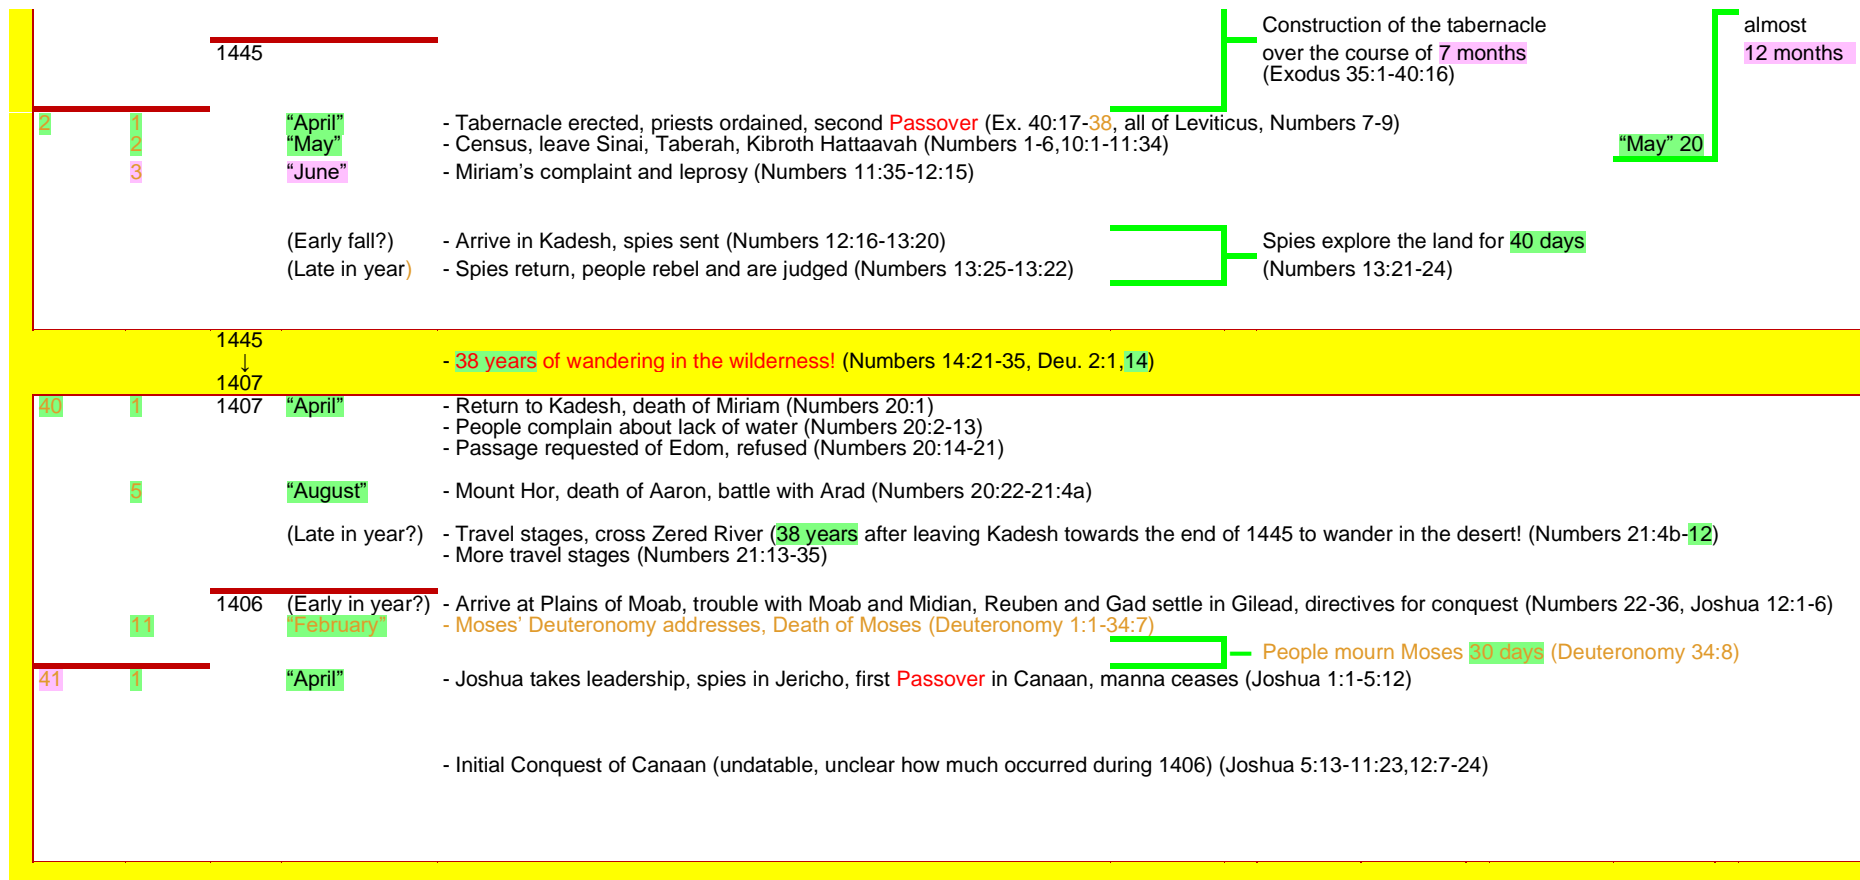 Construction of the tabernacle almost
1445 over the course of 7 months 12 months
(Exodus 35:1-40:16)
2 1 “April” - Tabernacle erected, priests ordained, second Passover (Ex. 40:17-38, all of Leviticus, Numbers 7-9)
2 “May” - Census, leave Sinai, Taberah, Kibroth Hattaavah (Numbers 1-6,10:1-11:34) “May” 20
3 “June” - Miriam’s complaint and leprosy (Numbers 11:35-12:15)
(Early fall?) - Arrive in Kadesh, spies sent (Numbers 12:16-13:20) Spies explore the land for 40 days
(Late in year) - Spies return, people rebel and are judged (Numbers 13:25-13:22) (Numbers 13:21-24)
1445
↓ - 38 years of wandering in the wilderness! (Numbers 14:21-35, Deu. 2:1,14)
1407
40 1 1407 “April” - Return to Kadesh, death of Miriam (Numbers 20:1)
- People complain about lack of water (Numbers 20:2-13)
- Passage requested of Edom, refused (Numbers 20:14-21)
5 “August” - Mount Hor, death of Aaron, battle with Arad (Numbers 20:22-21:4a)
(Late in year?) - Travel stages, cross Zered River (38 years after leaving Kadesh towards the end of 1445 to wander in the desert! (Numbers 21:4b-12)
- More travel stages (Numbers 21:13-35)
1406 (Early in year?) - Arrive at Plains of Moab, trouble with Moab and Midian, Reuben and Gad settle in Gilead, directives for conquest (Numbers 22-36, Joshua 12:1-6)
11 “February” - Moses’ Deuteronomy addresses, Death of Moses (Deuteronomy 1:1-34:7)
People mourn Moses 30 days (Deuteronomy 34:8)
41 1 “April” - Joshua takes leadership, spies in Jericho, first Passover in Canaan, manna ceases (Joshua 1:1-5:12)
- Initial Conquest of Canaan (undatable, unclear how much occurred during 1406) (Joshua 5:13-11:23,12:7-24)